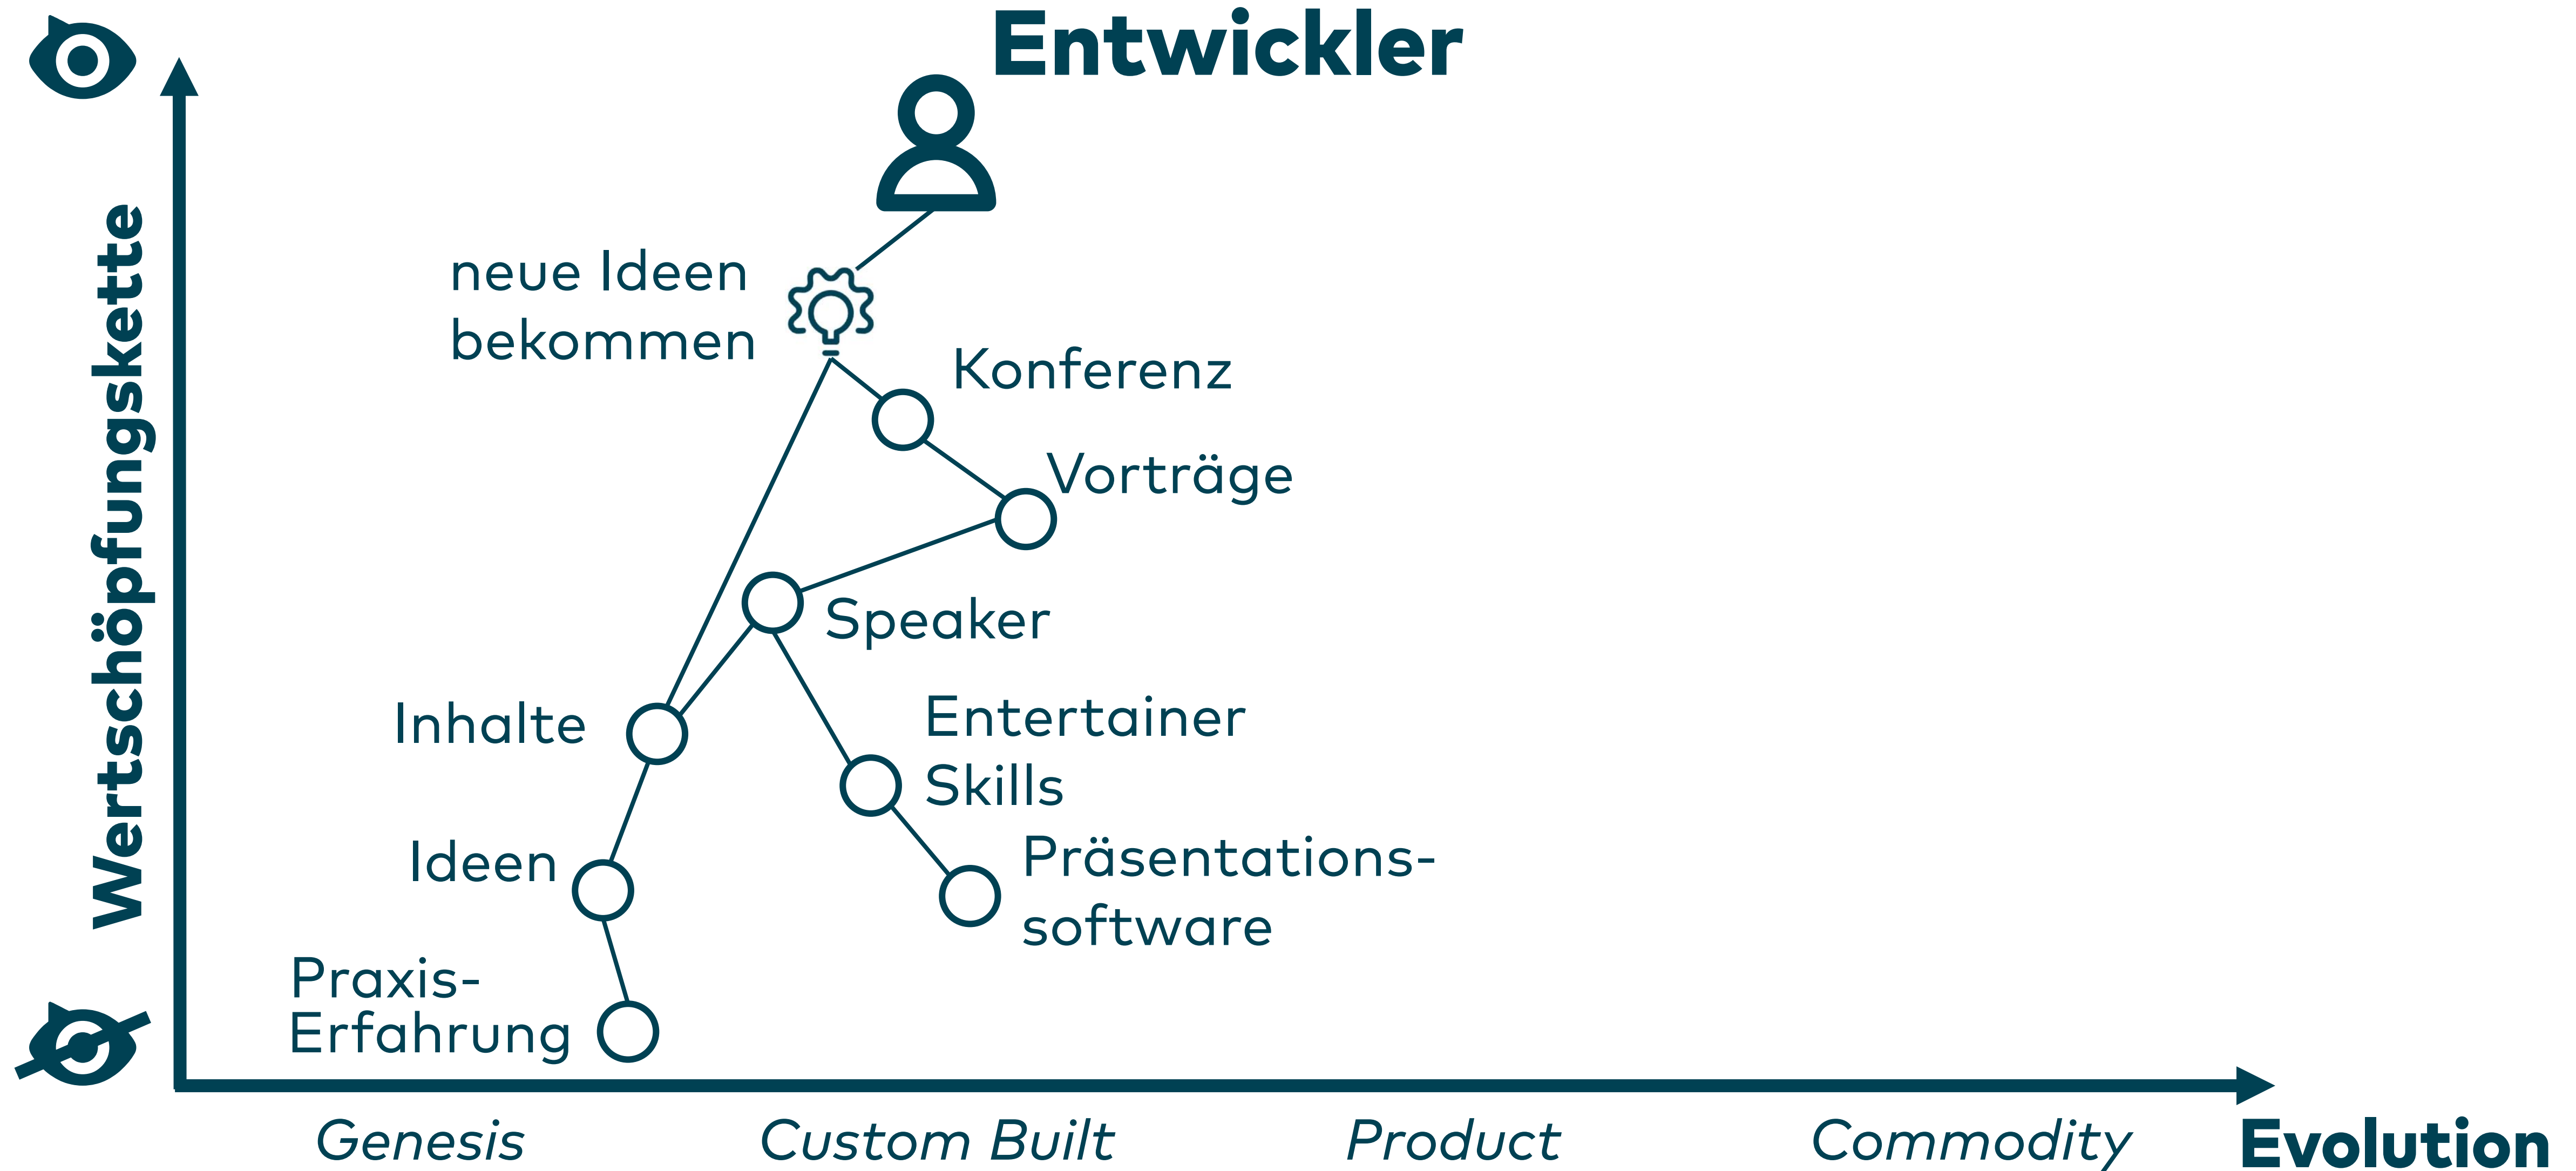 Entwickler
Wertschöpfungskette
neue Ideen
bekommen
Konferenz
Vorträge
Speaker
Inhalte
Entertainer
Skills
Ideen
Präsentations-
software
Praxis-
Erfahrung
Genesis
Custom Built
Product
Commodity
Evolution